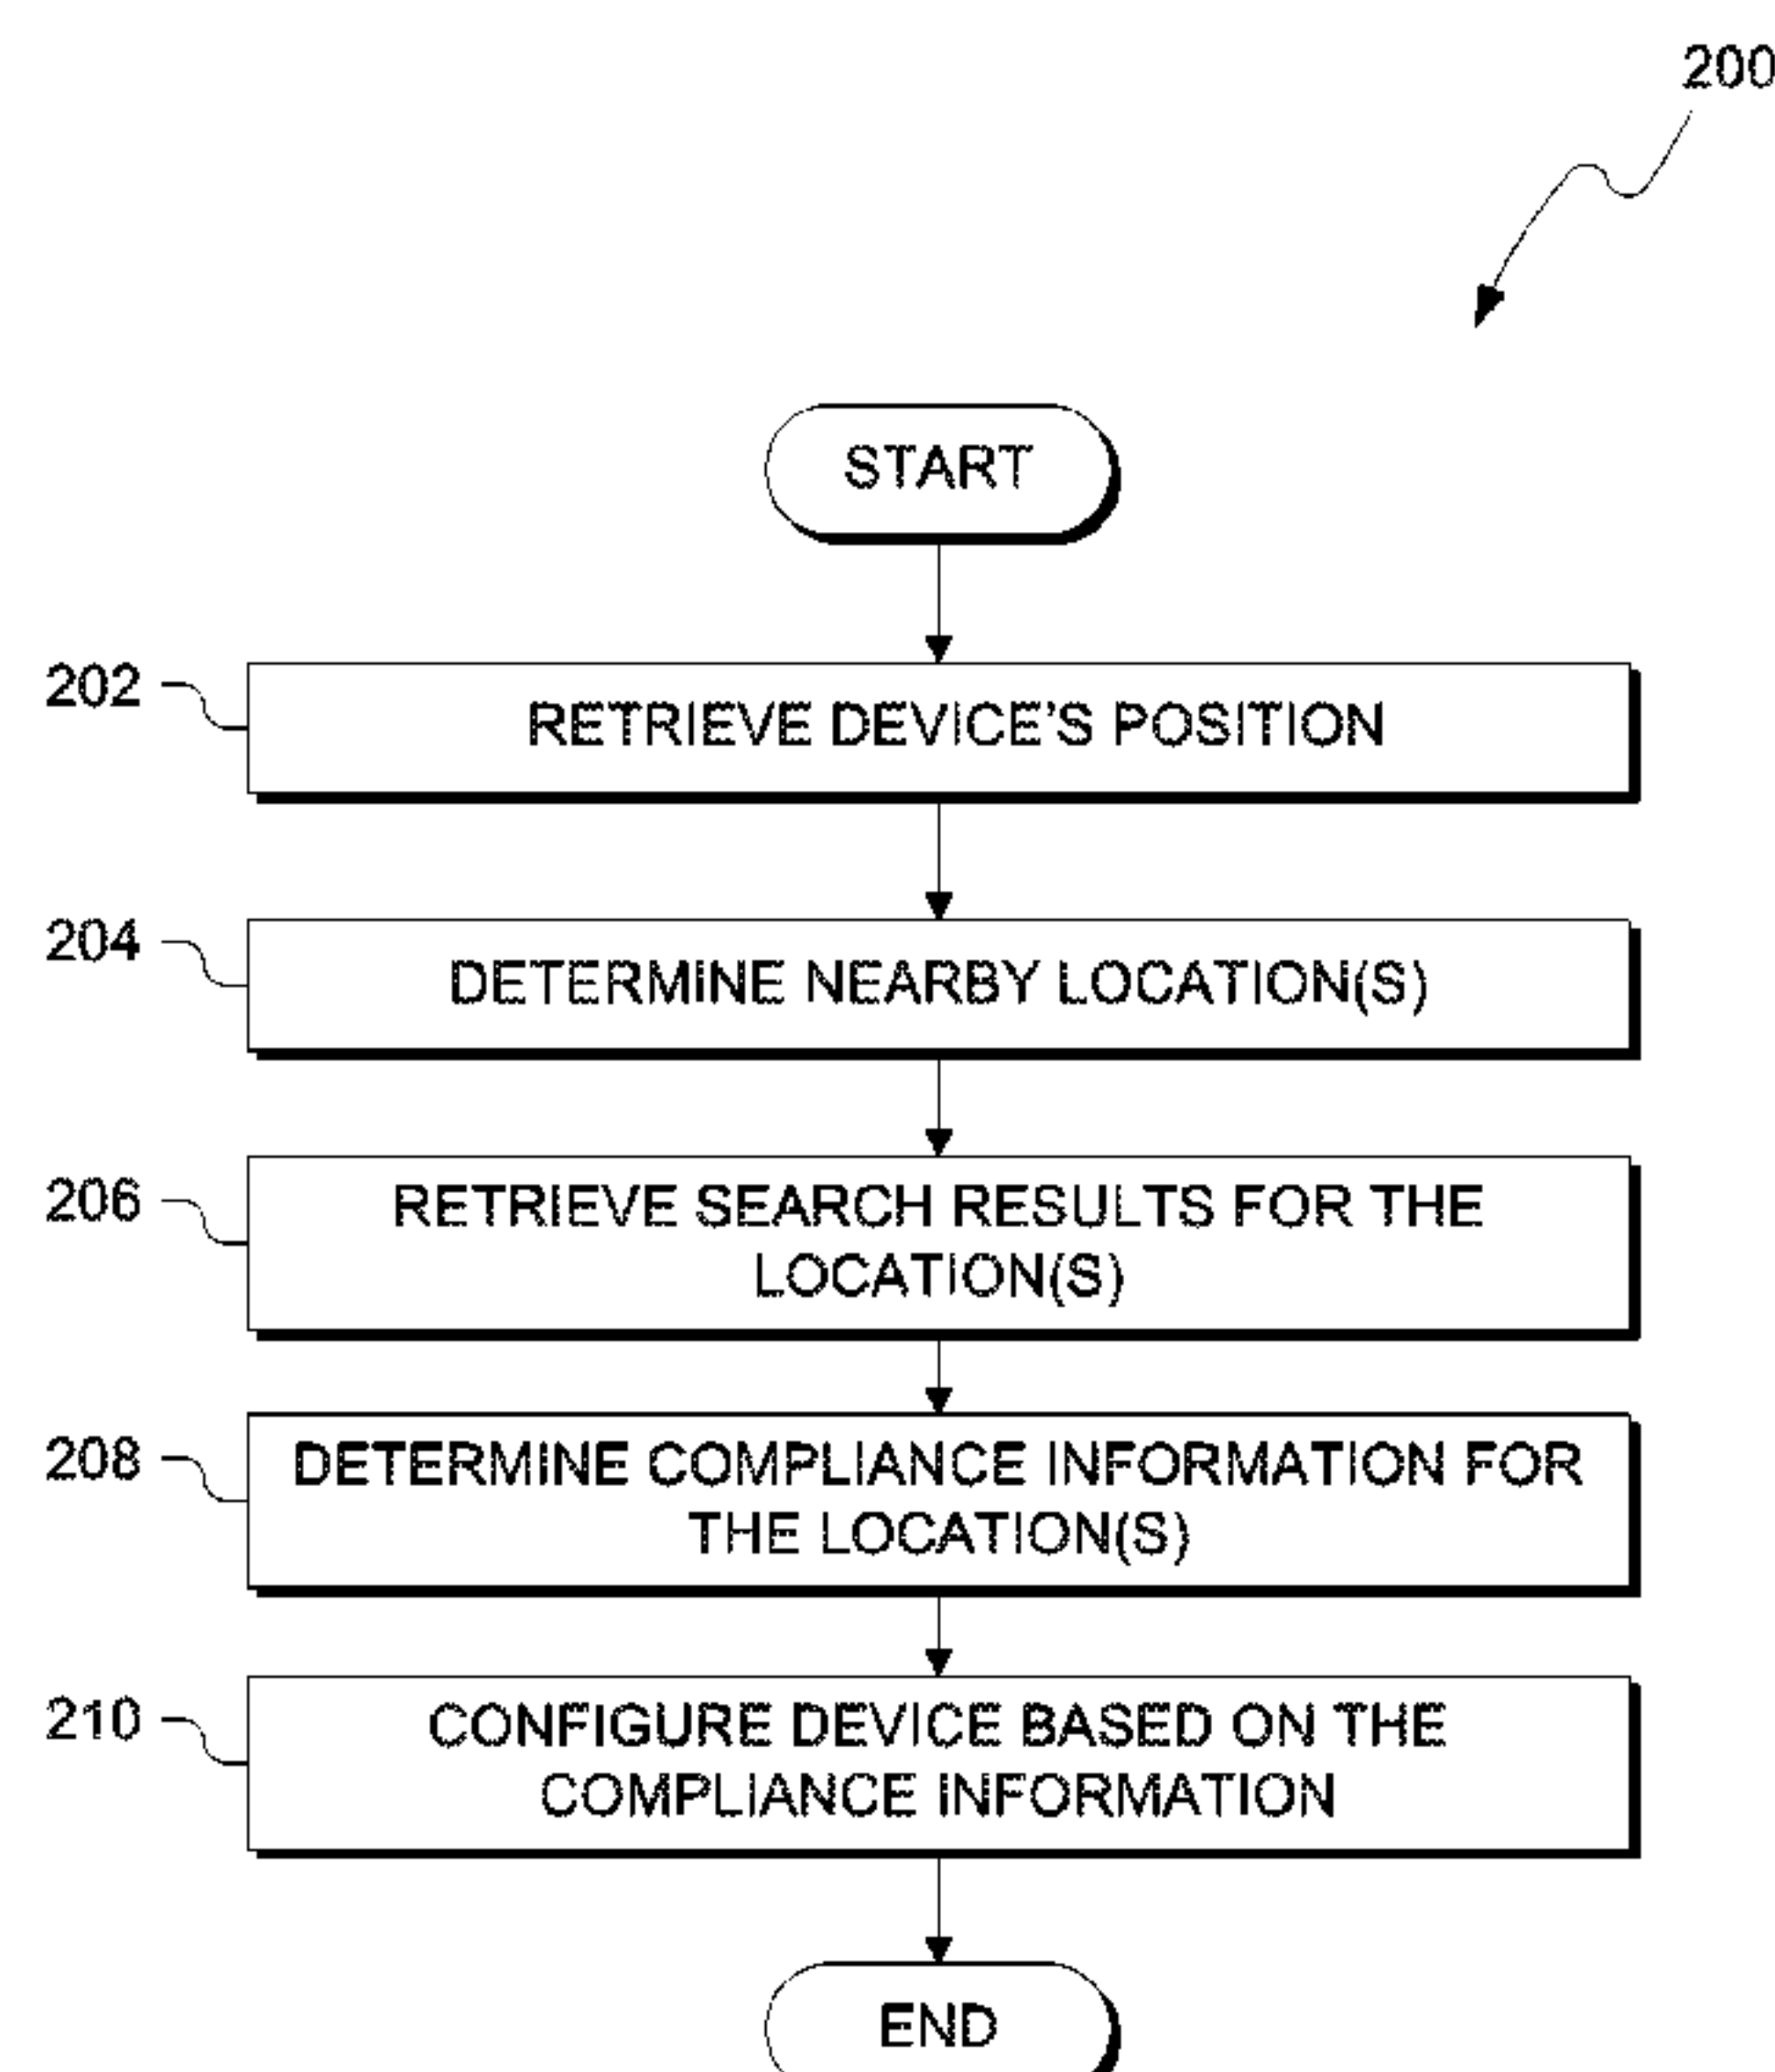 200
START
202
RETRIEVE DEVICE'S POSITION
204
DETERMINE NEARBY LOCATION(S)
206
RETRIEVE SEARCH RESULTS FOR THE
LOCATION(S)
208
DETERMINE COMPLIANCE INFORMATION FOR
THE LOCATION(S)
210
CONFIGURE DEVICE BASED ON THE
COMPLIANCE INFORMATION
END